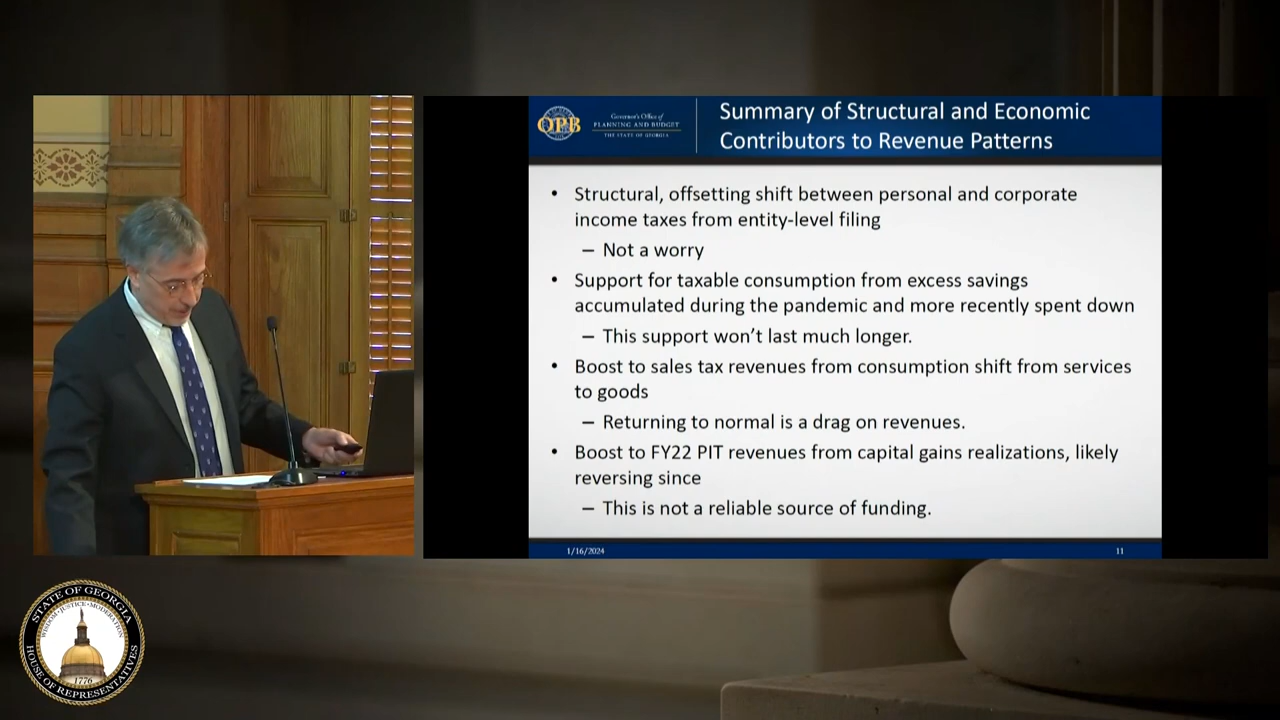 OPB
Governor's Office of
PLANNING AND BUDGET
THE STATE OF GEORGIA
Summary of Structural and Economic
Contributors to Revenue Patterns
• Structural, offsetting shift between personal and corporate
income taxes from entity-level filing
– Not a worry
• Support for taxable consumption from excess savings
accumulated during the pandemic and more recently spent down
– This support won't last much longer.
• Boost to sales tax revenues from consumption shift from services
to goods
– Returning to normal is a drag on revenues.
• Boost to FY22 PIT revenues from capital gains realizations, likely
reversing since
– This is not a reliable source of funding.
1/16/2024
11
STATE OF GEORGIA
WISDOM • JUSTICE • MODERATION
1776
HOUSE OF REPRESENTATIVES